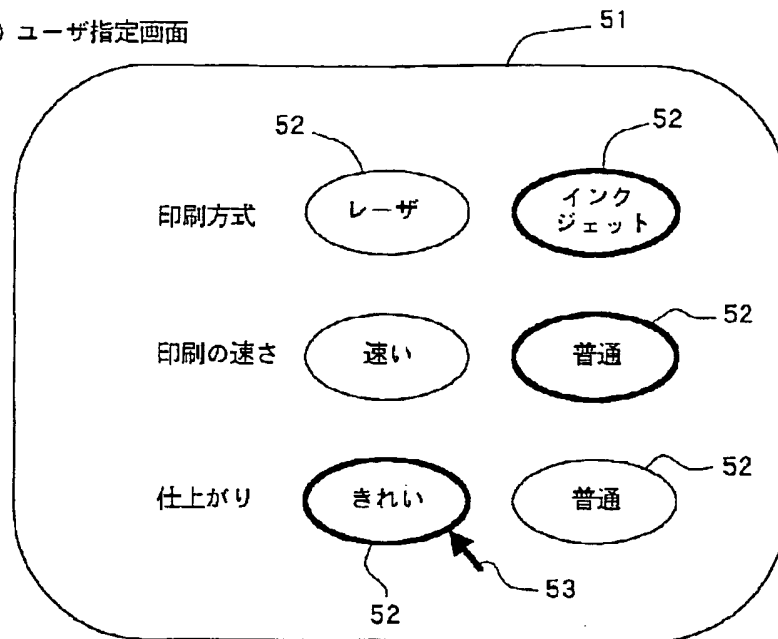 ) ユーザ指定画面
51
52
52
印刷方式
レーザ
インク
ジェット
52
印刷の速さ
速い
普通
52
仕上がり
きれい
普通
52
53